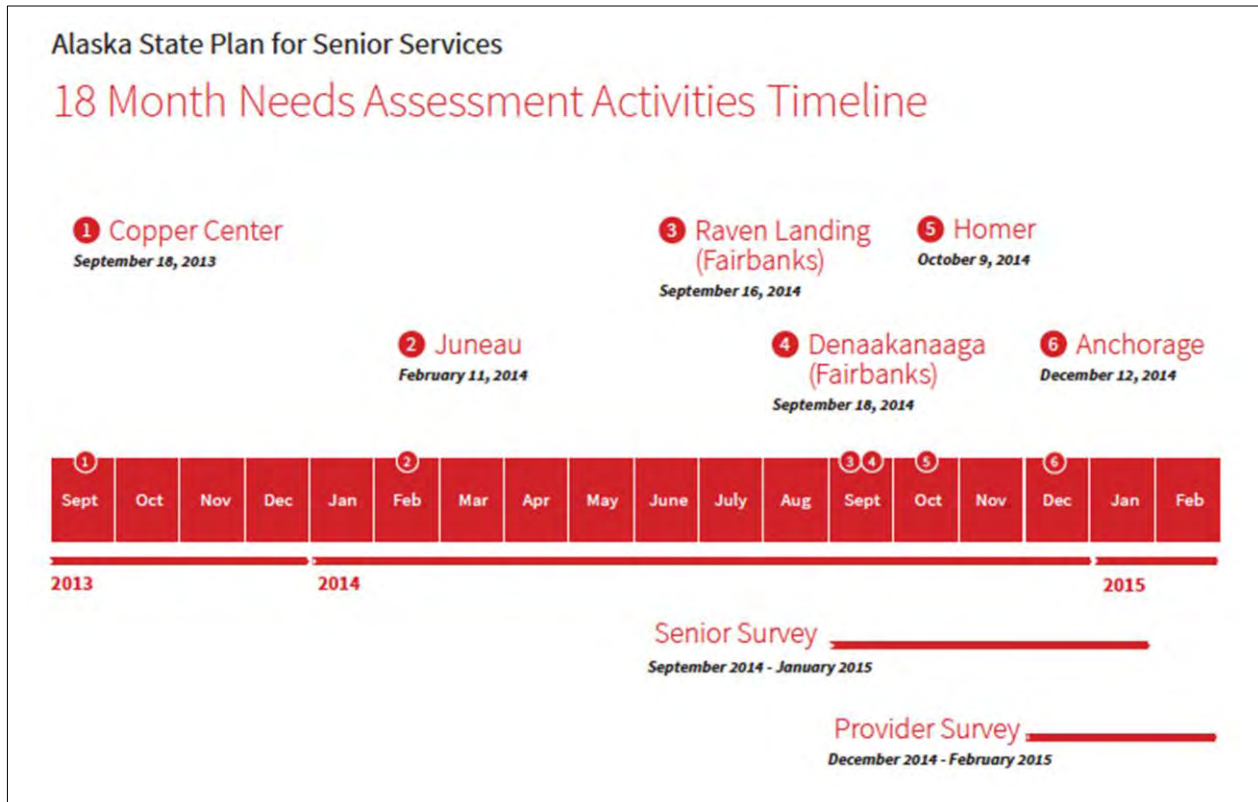 Alaska State Plan for Senior Services
18 Month Needs Assessment Activities Timeline
1 Copper Center
September 18, 2013
2 Juneau
February 11, 2014
3 Raven Landing
(Fairbanks)
September 16, 2014
4 Denaakanaaga
(Fairbanks)
September 18, 2014
5 Homer
October 9, 2014
6 Anchorage
December 12, 2014
1 2 3 4 5 6
Sept Oct Nov Dec Jan Feb Mar Apr May June July Aug Sept Oct Nov Dec Jan Feb
2013 2014 2015
Senior Survey
September 2014 - January 2015
Provider Survey
December 2014 - February 2015